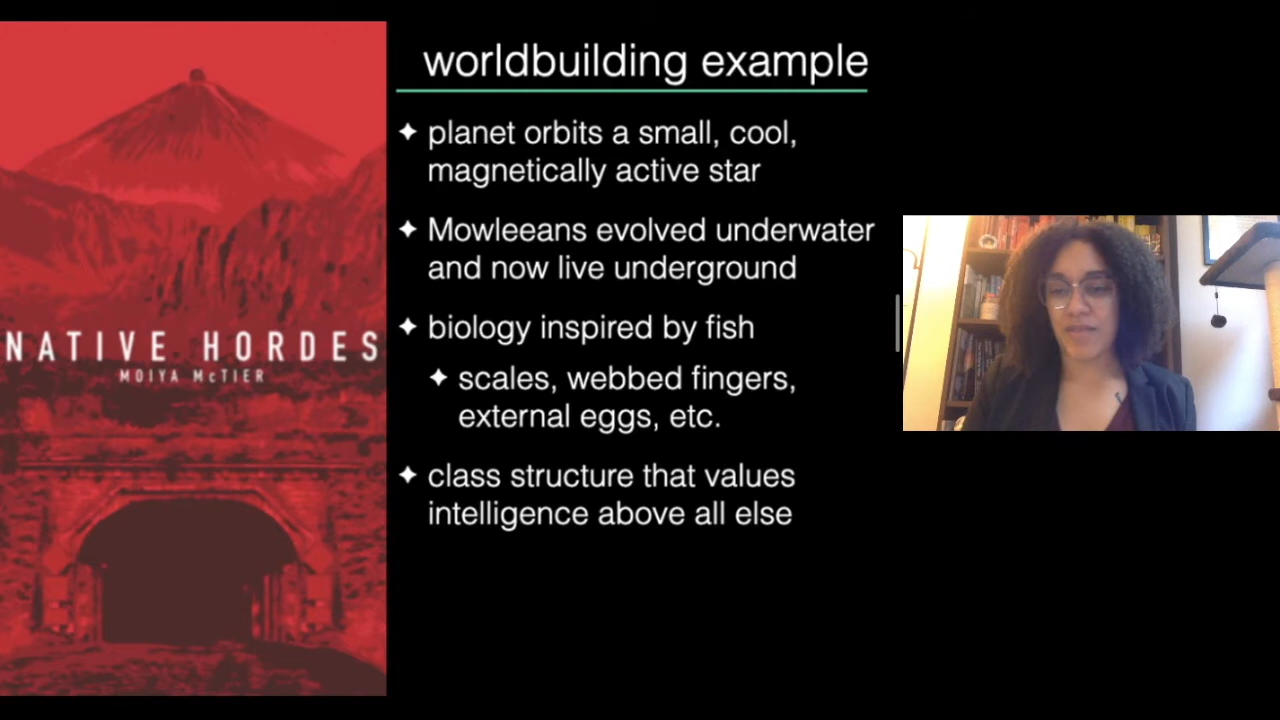 worldbuilding example
✦ planet orbits a small, cool,
magnetically active star
✦ Mowleeans evolved underwater
and now live underground
✦ biology inspired by fish
✦ scales, webbed fingers,
external eggs, etc.
✦ class structure that values
intelligence above all else
NATIVE HORDES
MOIYA McTIER